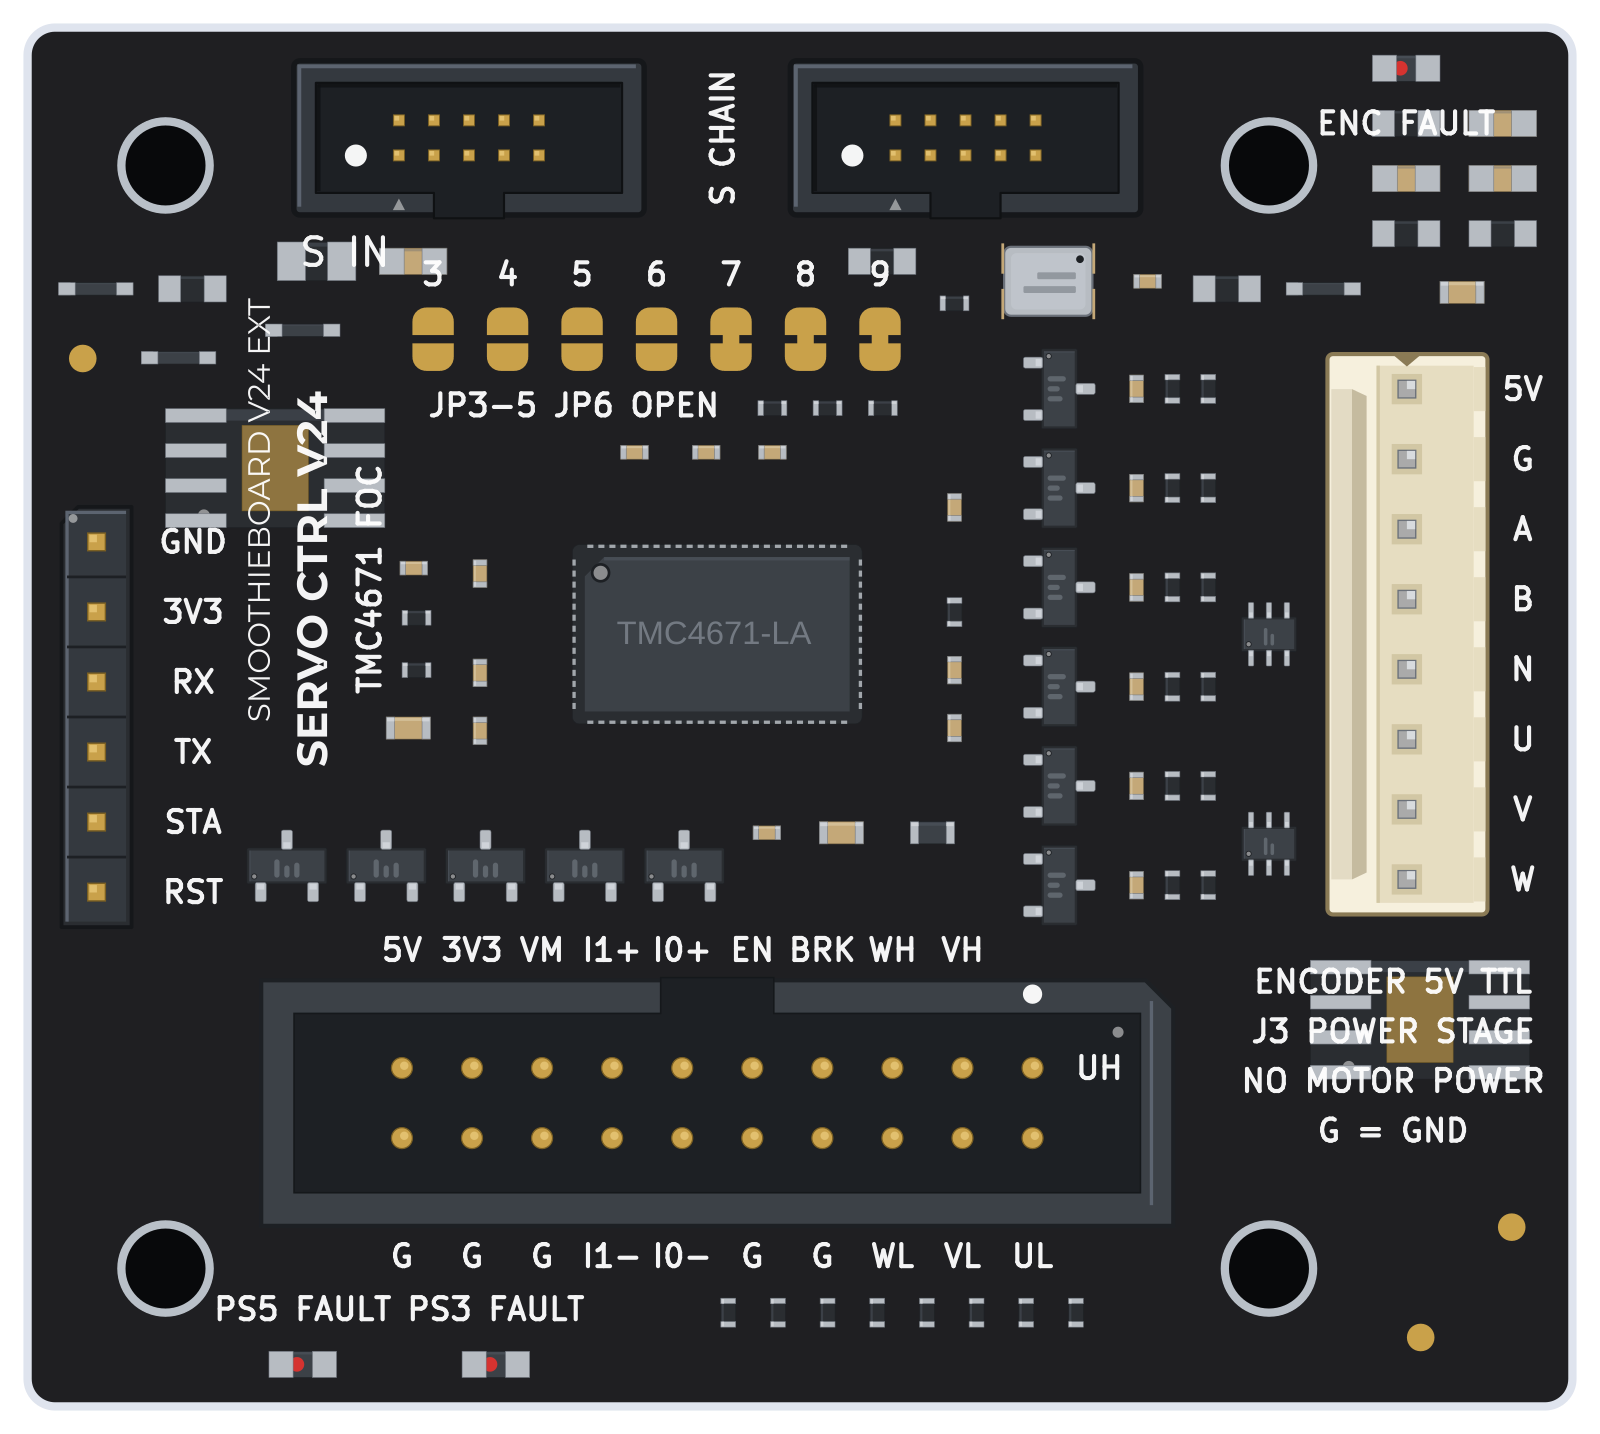 S CHAIN
ENC FAULT
S IN
3 4 5 6 7 8 9
JP3-5 JP6 OPEN
SMOOTHIEBOARD V24 EXT
SERVO CTRL V24
TMC4671 FOC
TMC4671-LA
GND
3V3
RX
TX
STA
RST
5V
G
A
B
N
U
V
W
5V 3V3 VM I1+ I0+ EN BRK WH VH
UH
ENCODER 5V TTL
J3 POWER STAGE
NO MOTOR POWER
G = GND
G G G I1- I0- G G WL VL UL
PS5 FAULT PS3 FAULT